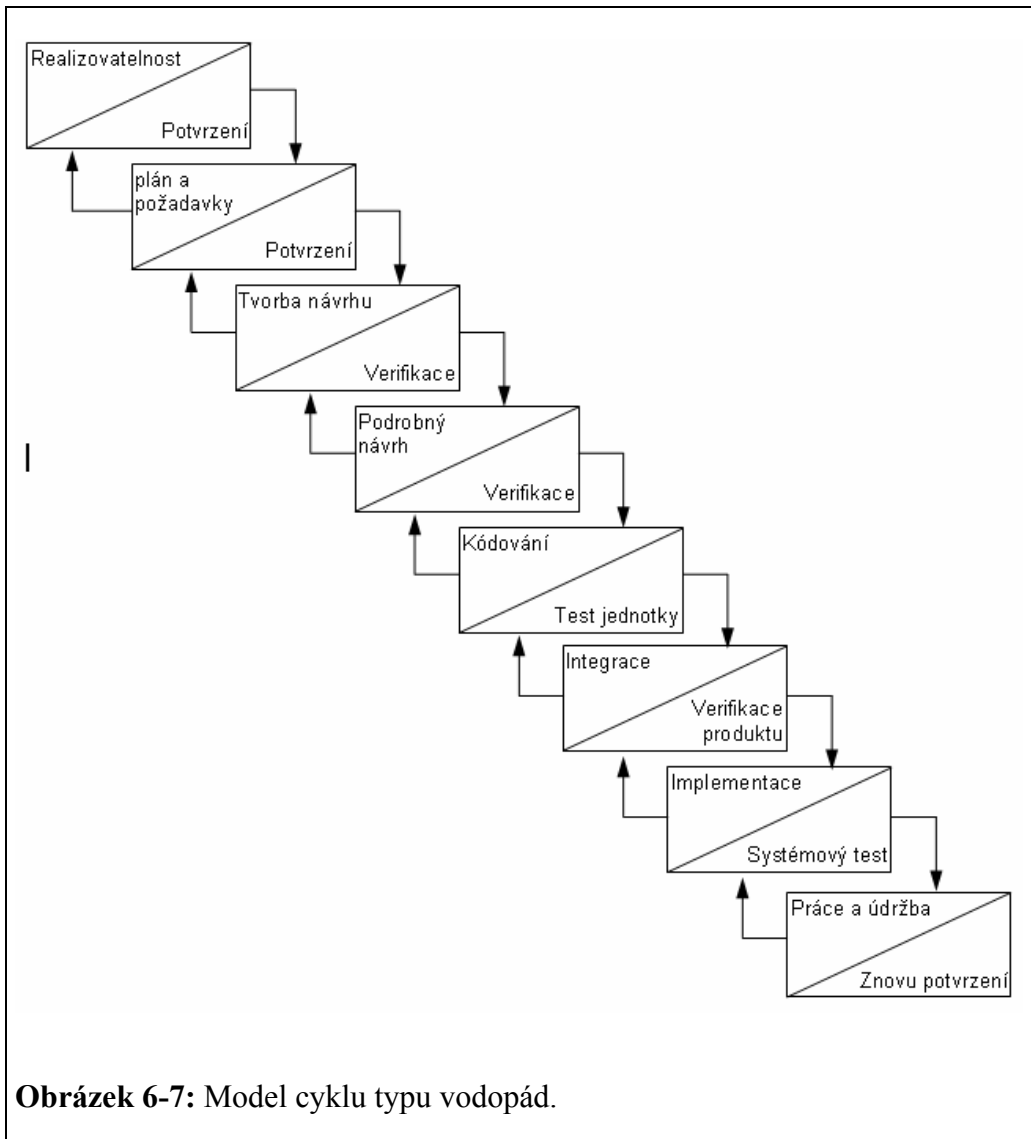 Realizovatelnost
Potvrzení
plán a
požadavky
Potvrzení
Tvorba návrhu
Verifikace
Podrobný
návrh
Verifikace
Kódování
Test jednotky
Integrace
Verifikace
produktu
Implementace
Systémový test
Práce a údržba
Znovu potvrzení
Obrázek 6-7: Model cyklu typu vodopád.